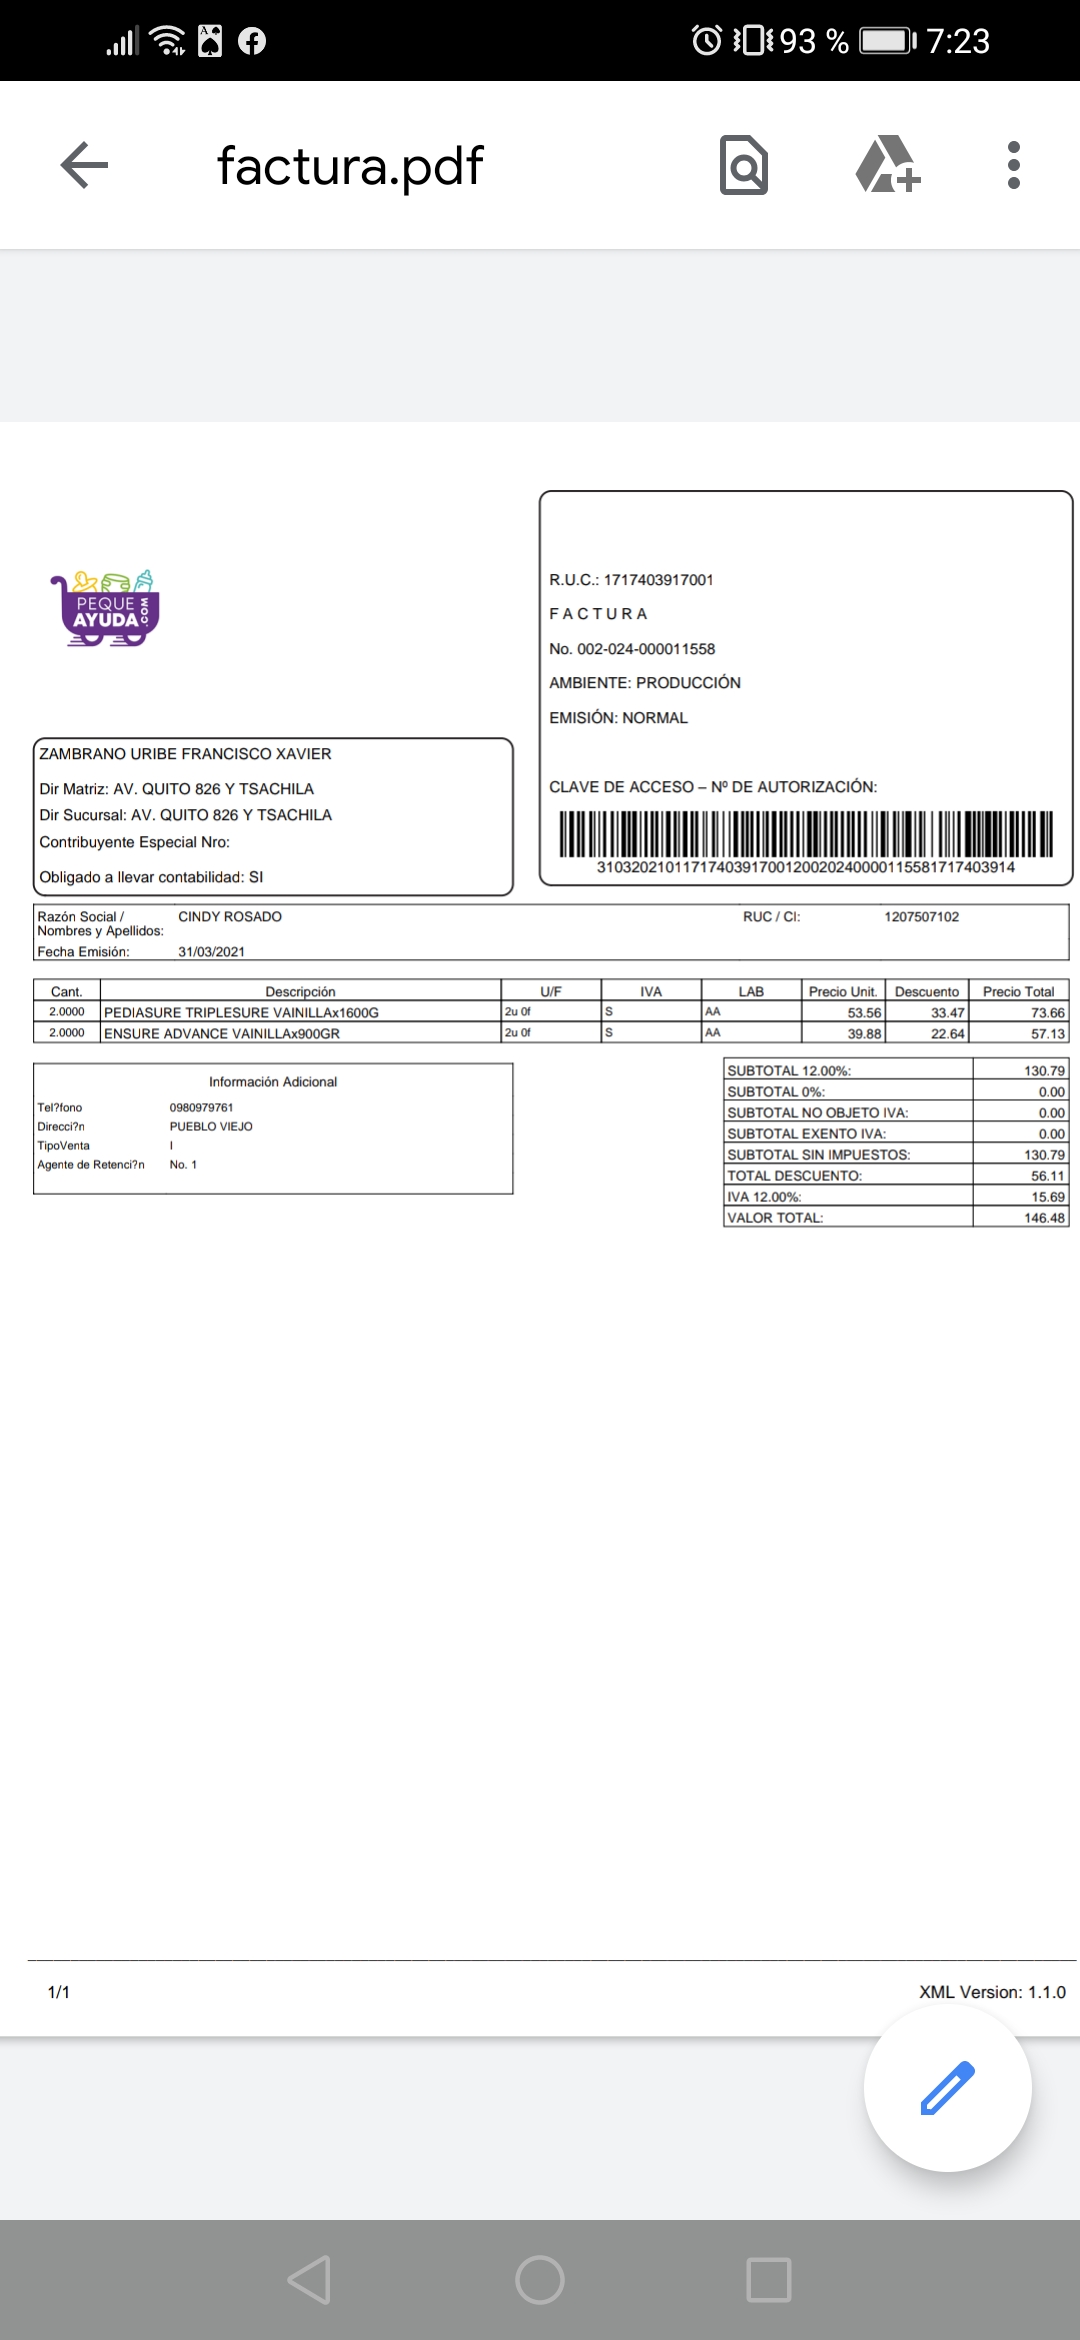 93 % 7:23
factura.pdf
PEQUE
AYUDA
.COM
R.U.C.: 1717403917001
F A C T U R A
No. 002-024-000011558
AMBIENTE: PRODUCCIÓN
EMISIÓN: NORMAL
CLAVE DE ACCESO – Nº DE AUTORIZACIÓN:
3103202101171740391700120020240000115581717403914
ZAMBRANO URIBE FRANCISCO XAVIER
Dir Matriz: AV. QUITO 826 Y TSACHILA
Dir Sucursal: AV. QUITO 826 Y TSACHILA
Contribuyente Especial Nro:
Obligado a llevar contabilidad: SI
Razón Social / CINDY ROSADO RUC / CI: 1207507102
Nombres y Apellidos:
Fecha Emisión: 31/03/2021
Cant. Descripción U/F IVA LAB Precio Unit. Descuento Precio Total
2.0000 PEDIASURE TRIPLESURE VAINILLAx1600G 2u 0f S AA 53.56 33.47 73.66
2.0000 ENSURE ADVANCE VAINILLAx900GR 2u 0f S AA 39.88 22.64 57.13
Información Adicional
Tel?fono 0980979761
Direcci?n PUEBLO VIEJO
TipoVenta I
Agente de Retenci?n No. 1
SUBTOTAL 12.00%: 130.79
SUBTOTAL 0%: 0.00
SUBTOTAL NO OBJETO IVA: 0.00
SUBTOTAL EXENTO IVA: 0.00
SUBTOTAL SIN IMPUESTOS: 130.79
TOTAL DESCUENTO: 56.11
IVA 12.00%: 15.69
VALOR TOTAL: 146.48
1/1 XML Version: 1.1.0